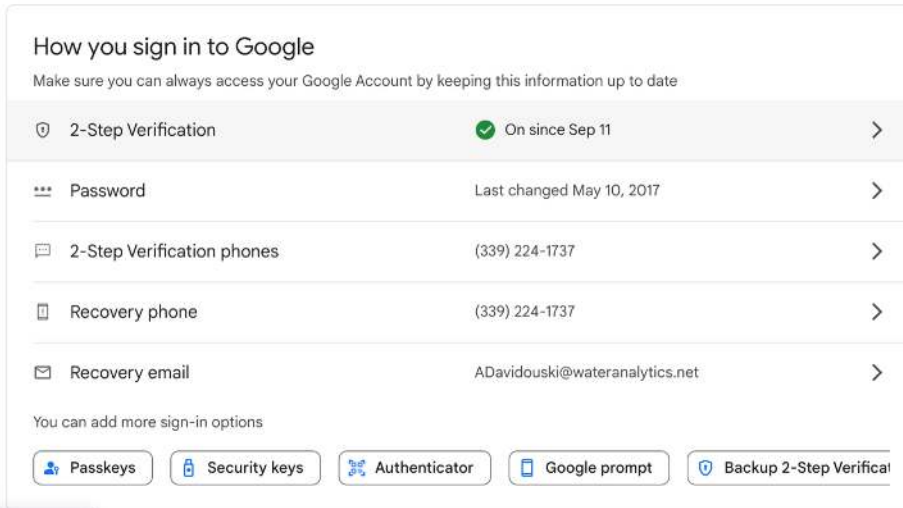 How you sign in to Google
Make sure you can always access your Google Account by keeping this information up to date
2-Step Verification On since Sep 11
Password Last changed May 10, 2017
2-Step Verification phones (339) 224-1737
Recovery phone (339) 224-1737
Recovery email ADavidouski@wateranalytics.net
You can add more sign-in options
Passkeys Security keys Authenticator Google prompt Backup 2-Step Verificat